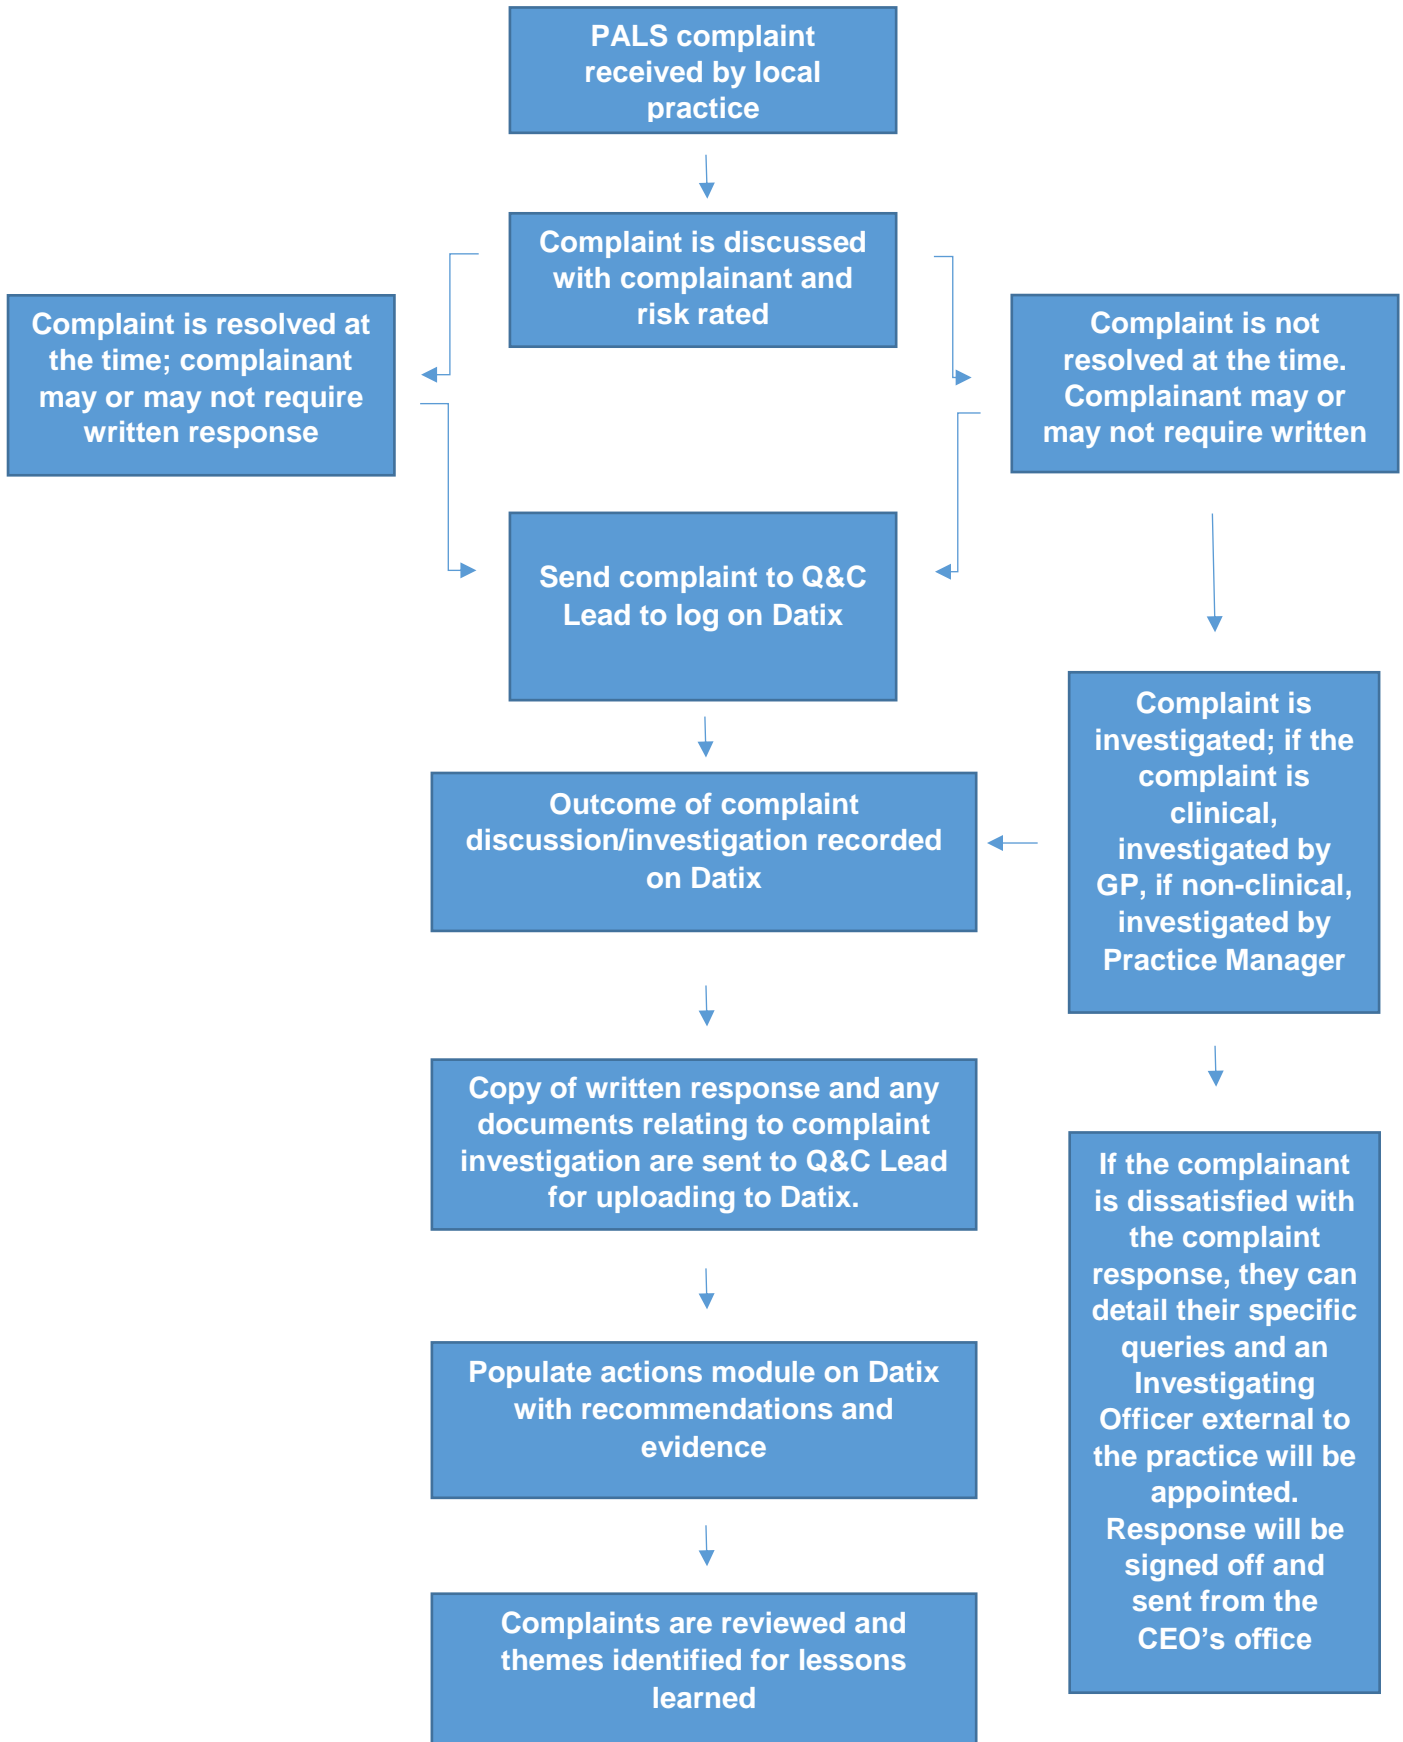 PALS complaint
received by local
practice
Complaint is discussed
with complainant and
risk rated
Complaint is resolved at
the time; complainant
may or may not require
written response
Complaint is not
resolved at the time.
Complainant may or
may not require written
Send complaint to Q&C
Lead to log on Datix
Complaint is
investigated; if the
complaint is
clinical,
investigated by
GP, if non-clinical,
investigated by
Practice Manager
Outcome of complaint
discussion/investigation recorded
on Datix
Copy of written response and any
documents relating to complaint
investigation are sent to Q&C Lead
for uploading to Datix.
If the complainant
is dissatisfied with
the complaint
response, they can
detail their specific
queries and an
Investigating
Officer external to
the practice will be
appointed.
Response will be
signed off and
sent from the
CEO’s office
Populate actions module on Datix
with recommendations and
evidence
Complaints are reviewed and
themes identified for lessons
learned